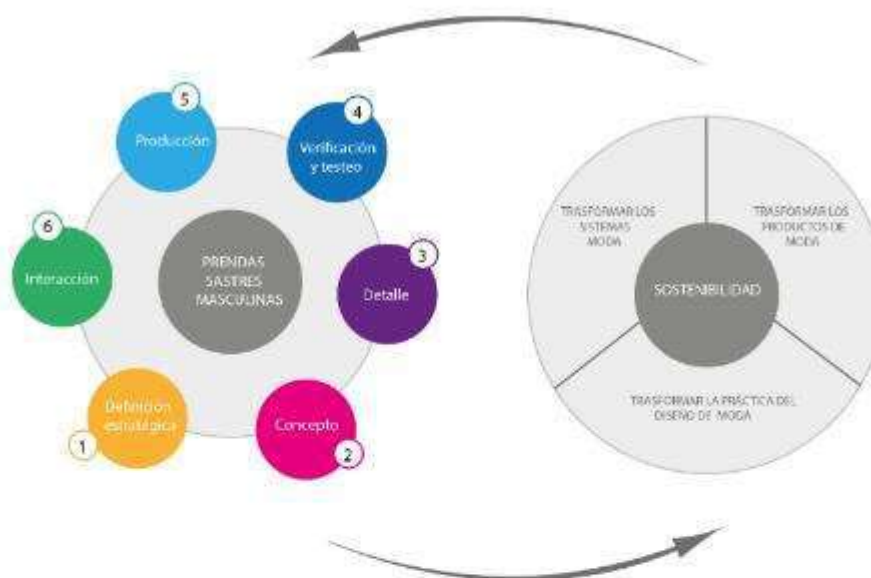 5
Producción
4
Verificación
y testeo
6
Interacción
PRENDAS
SASTRES
MASCULINAS
3
Detalle
Definición
estratégica
1
Concepto
2
TRASFORMAR LOS
SISTEMAS
MODA
TRASFORMAR LOS
PRODUCTOS DE
MODA
SOSTENIBILIDAD
TRASFORMAR LA PRÁCTICA DEL
DISEÑO DE MODA